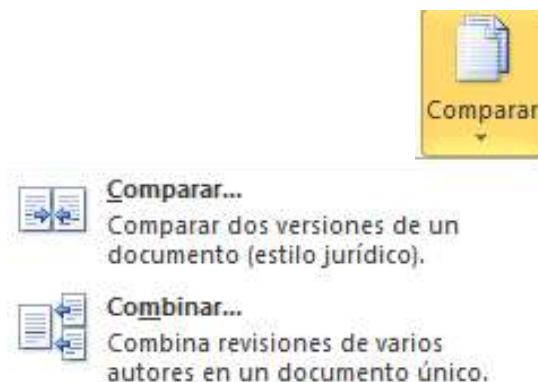 Comparar
Comparar...
Comparar dos versiones de un
documento (estilo jurídico).
Combinar...
Combina revisiones de varios
autores en un documento único.